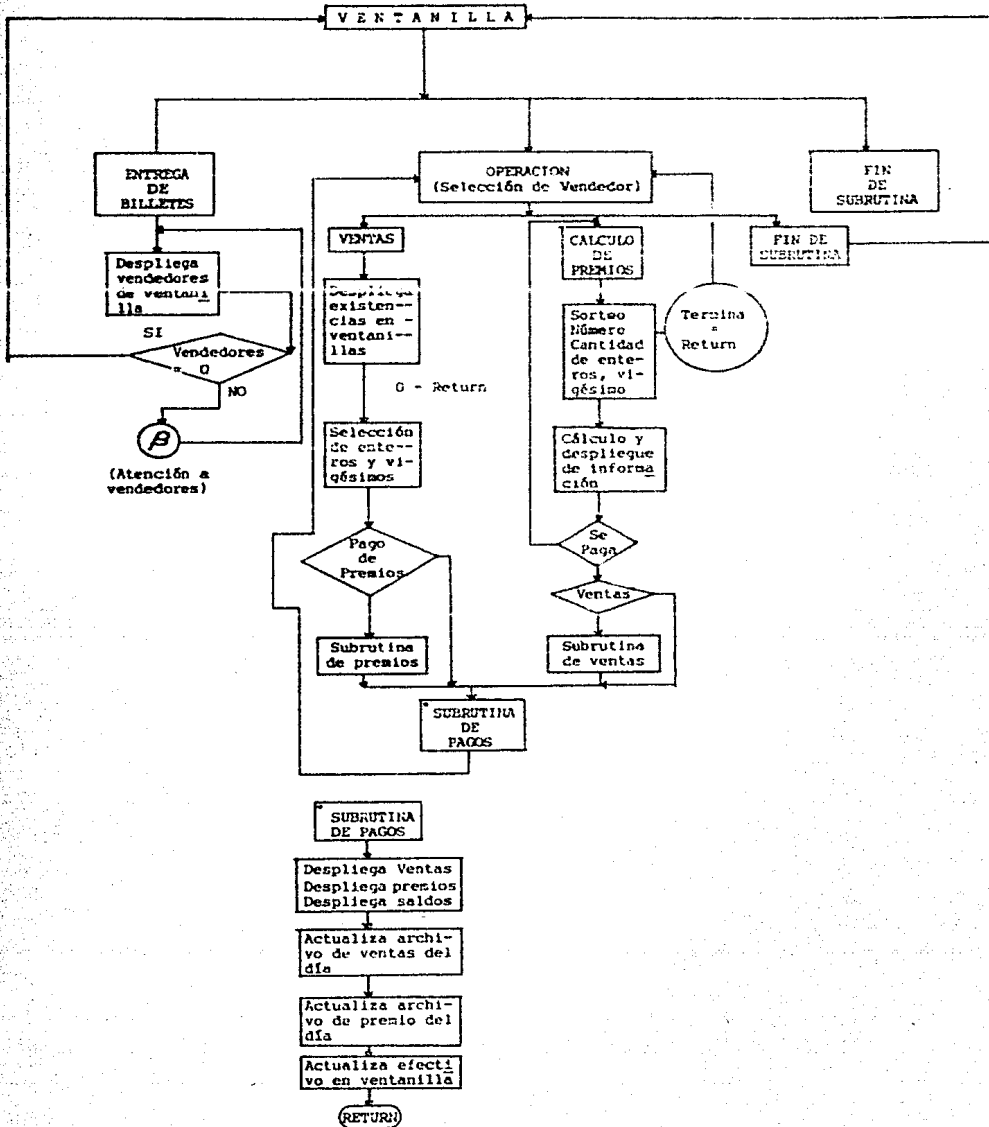 VENTANILLA
ENTREGA
DE
BILLETES
Despliega
vendedores
de ventani
lla
SI
Vendedores
= 0
NO
β
(Atención a
vendedores)
OPERACION
(Selección de Vendedor)
VENTAS
Despliega
existen-
cias en -
ventani--
llas
0 - Return
Selección
de ente--
ros y vi-
gésimos
Pago
de
Premios
Subrutina
de premios
CALCULO
DE
PREMIOS
Sorteo
Número
Cantidad
de ente
ros, vi-
gésimo
Termina
=
Return
Cálculo y
despliegue
de informa
ción
Se
Paga
Ventas
Subrutina
de ventas
FIN DE
SUBRUTINA
FIN
DE
SUBRUTINA
* SUBRUTINA
DE
PAGOS
* SUBRUTINA
DE PAGOS
Despliega Ventas
Despliega premios
Despliega saldos
Actualiza archi-
vo de ventas del
día
Actualiza archi-
vo de premio del
día
Actualiza efecti
vo en ventanilla
RETURN